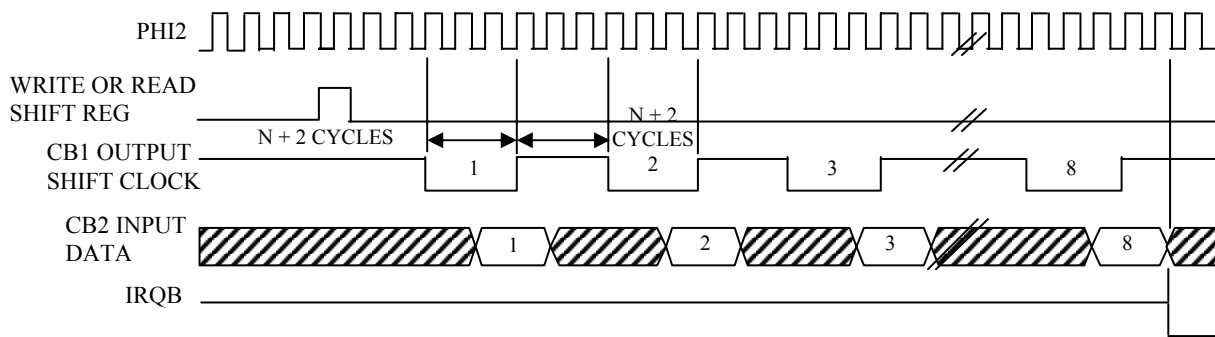 PHI2
WRITE OR READ
SHIFT REG
N + 2 CYCLES
N + 2
CYCLES
CB1 OUTPUT
SHIFT CLOCK
1
2
3
8
CB2 INPUT
DATA
1
2
3
8
IRQB